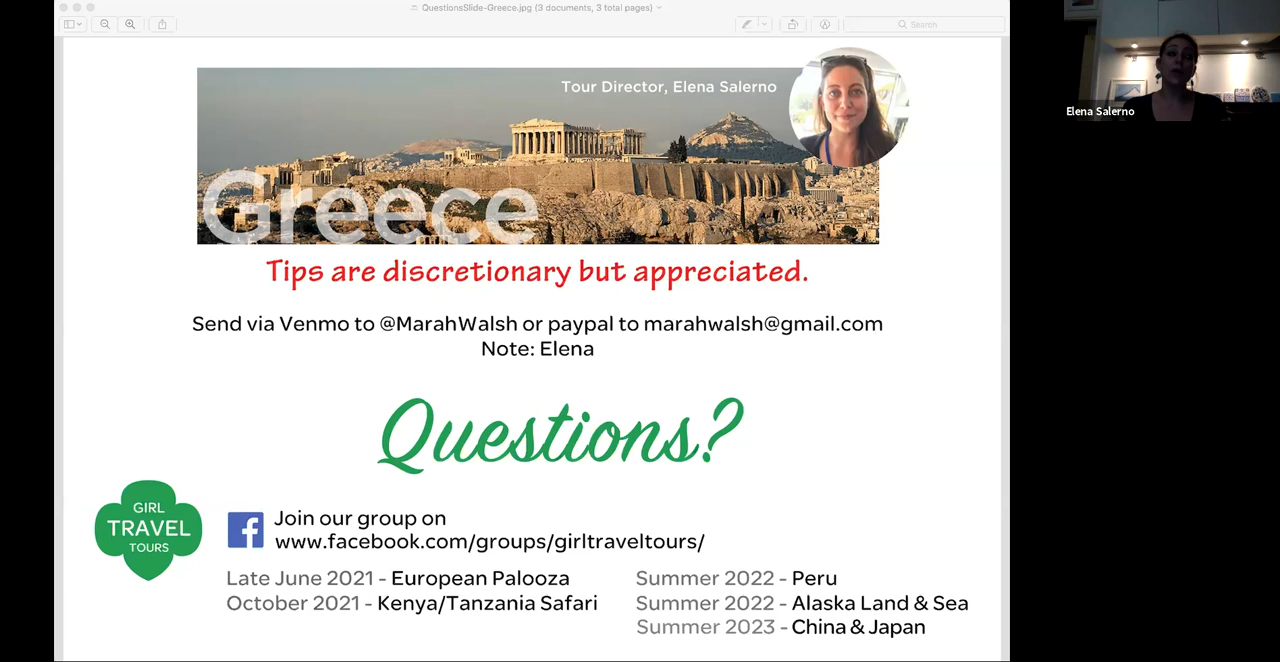 QuestionsSlide-Greece.jpg (3 documents, 3 total pages)
Search
Tour Director, Elena Salerno
Elena Salerno
Greece
Tips are discretionary but appreciated.
Send via Venmo to @MarahWalsh or paypal to marahwalsh@gmail.com
Note: Elena
Questions?
GIRL
TRAVEL
TOURS
f
Join our group on
www.facebook.com/groups/girltraveltours/
Late June 2021 - European Palooza
October 2021 - Kenya/Tanzania Safari
Summer 2022 - Peru
Summer 2022 - Alaska Land & Sea
Summer 2023 - China & Japan